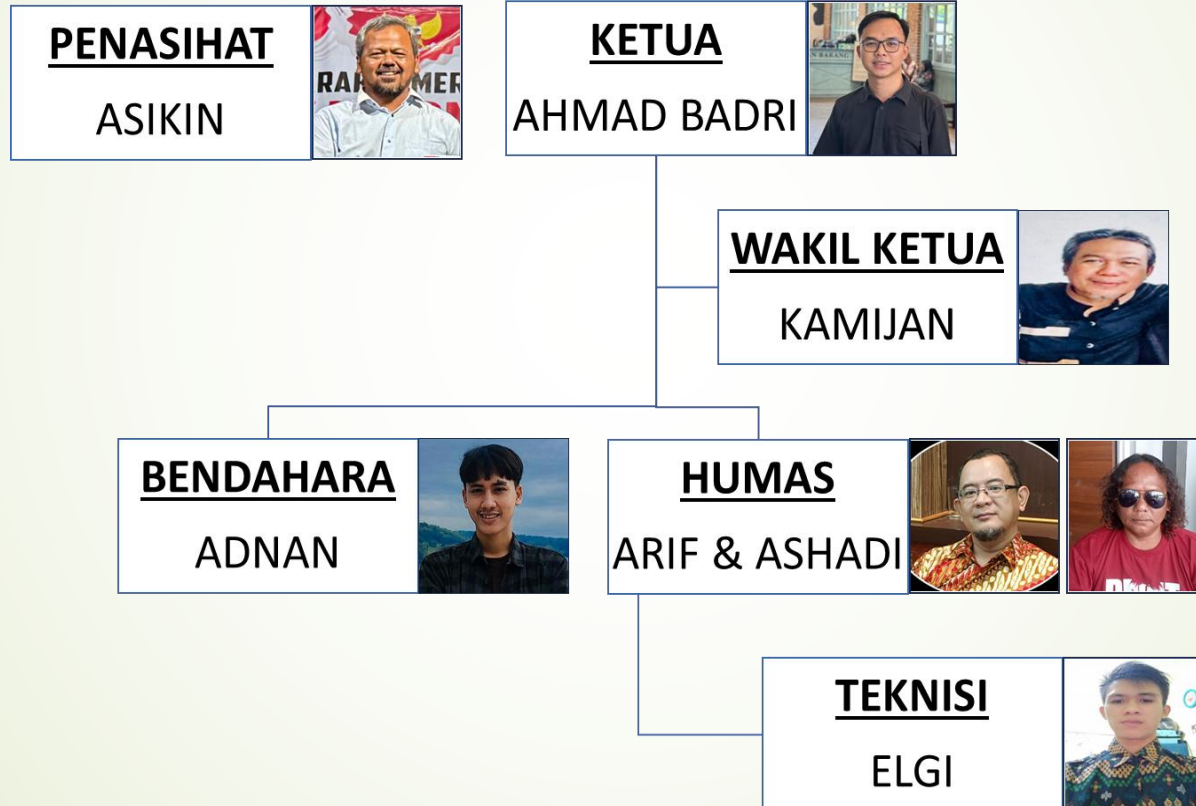 PENASIHAT
ASIKIN
KETUA
AHMAD BADRI
WAKIL KETUA
KAMIJAN
BENDAHARA
ADNAN
HUMAS
ARIF & ASHADI
TEKNISI
ELGI